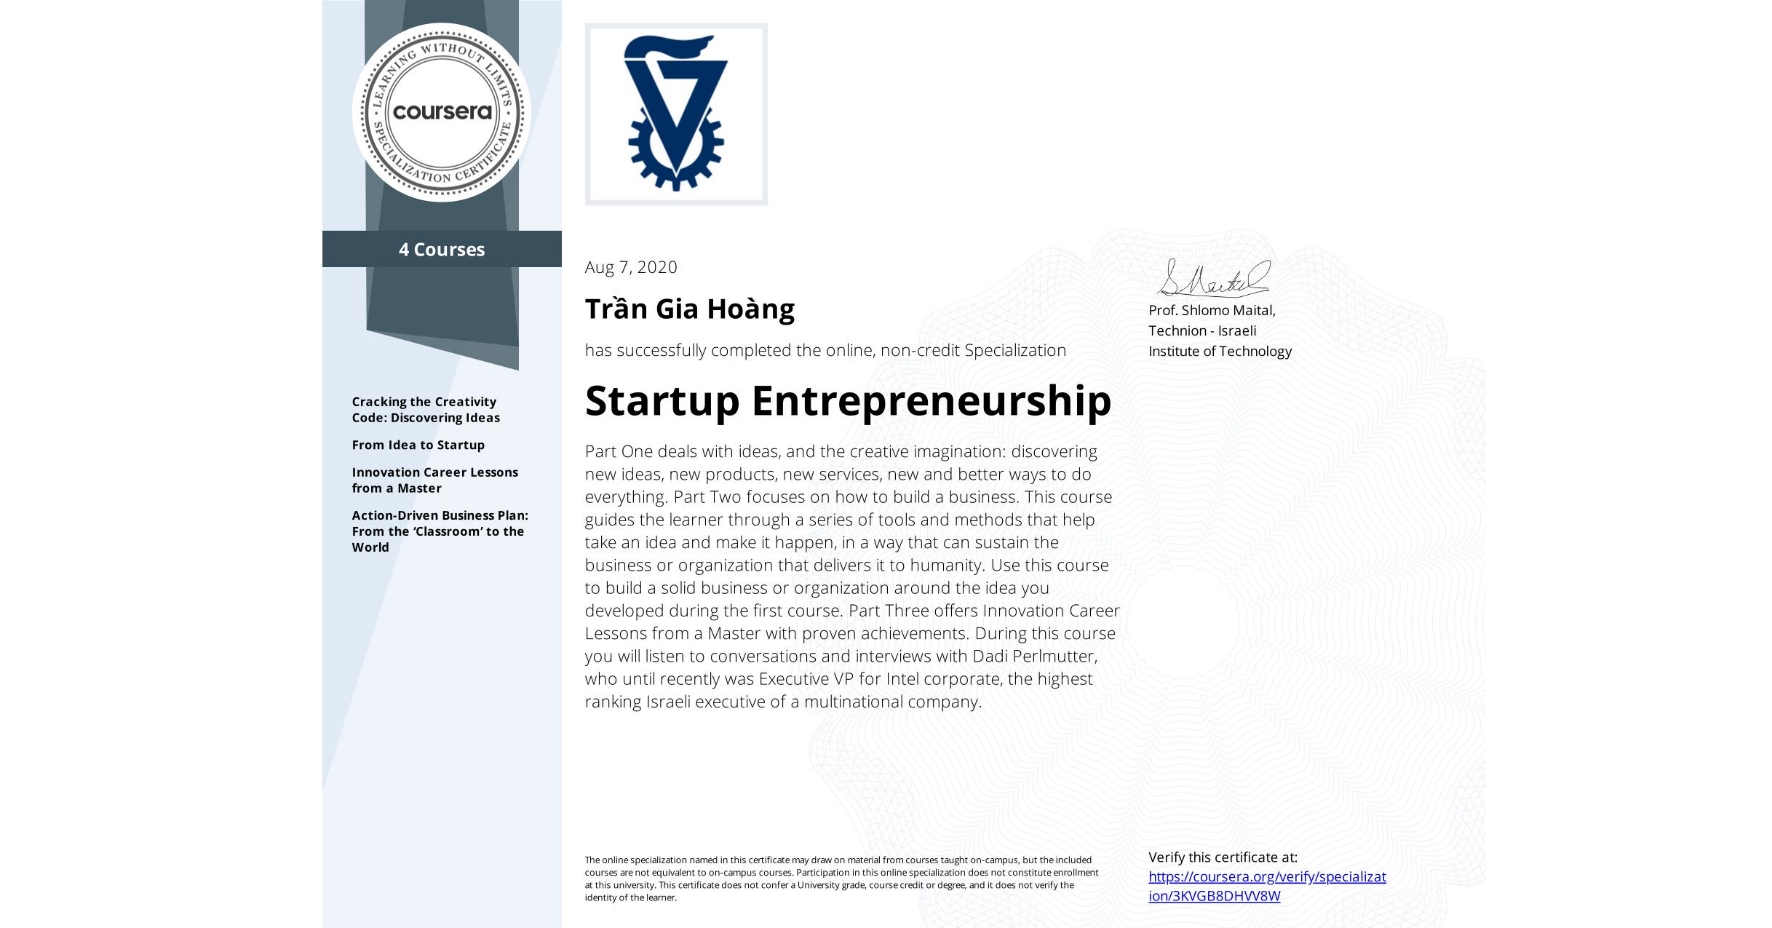 LEARNING WITHOUT LIMITS
coursera
SPECIALIZATION CERTIFICATE
4 Courses
Cracking the Creativity
Code: Discovering Ideas
From Idea to Startup
Innovation Career Lessons
from a Master
Action-Driven Business Plan:
From the ‘Classroom’ to the
World
Aug 7, 2020
Trần Gia Hoàng
has successfully completed the online, non-credit Specialization
Startup Entrepreneurship
Part One deals with ideas, and the creative imagination: discovering
new ideas, new products, new services, new and better ways to do
everything. Part Two focuses on how to build a business. This course
guides the learner through a series of tools and methods that help
take an idea and make it happen, in a way that can sustain the
business or organization that delivers it to humanity. Use this course
to build a solid business or organization around the idea you
developed during the first course. Part Three offers Innovation Career
Lessons from a Master with proven achievements. During this course
you will listen to conversations and interviews with Dadi Perlmutter,
who until recently was Executive VP for Intel corporate, the highest
ranking Israeli executive of a multinational company.
S Maital
Prof. Shlomo Maital,
Technion - Israeli
Institute of Technology
The online specialization named in this certificate may draw on material from courses taught on-campus, but the included
courses are not equivalent to on-campus courses. Participation in this online specialization does not constitute enrollment
at this university. This certificate does not confer a University grade, course credit or degree, and it does not verify the
identity of the learner.
Verify this certificate at:
https://coursera.org/verify/specializat
ion/3KVGB8DHVV8W